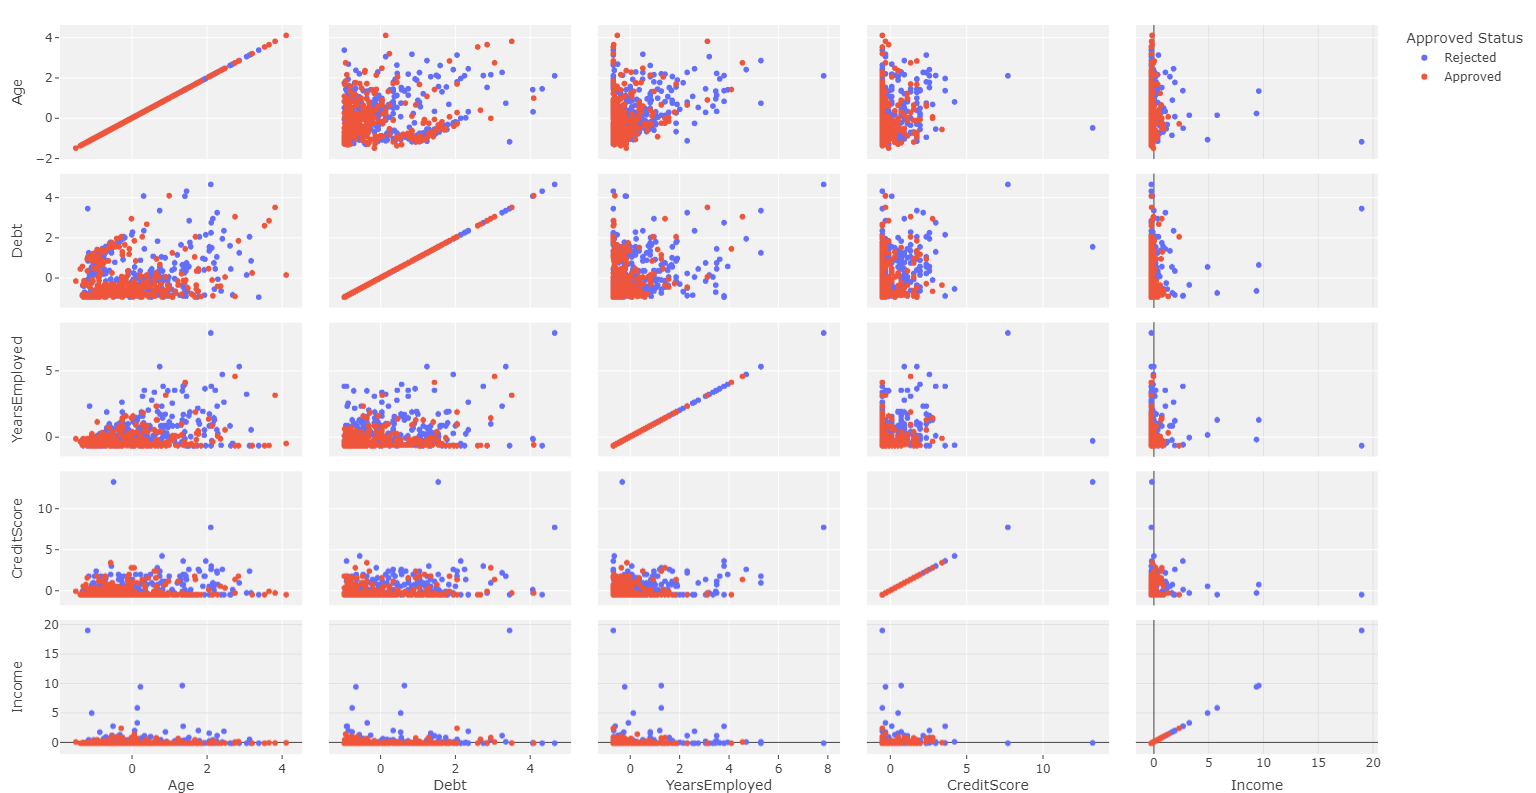 Approved Status
Rejected
Approved
Age
4
2
0
−2
Debt
4
2
0
YearsEmployed
5
0
CreditScore
10
5
0
Income
20
15
10
5
0
0 2 4
0 2 4
0 2 4 6 8
0 5 10
0 5 10 15 20
Age Debt YearsEmployed CreditScore Income